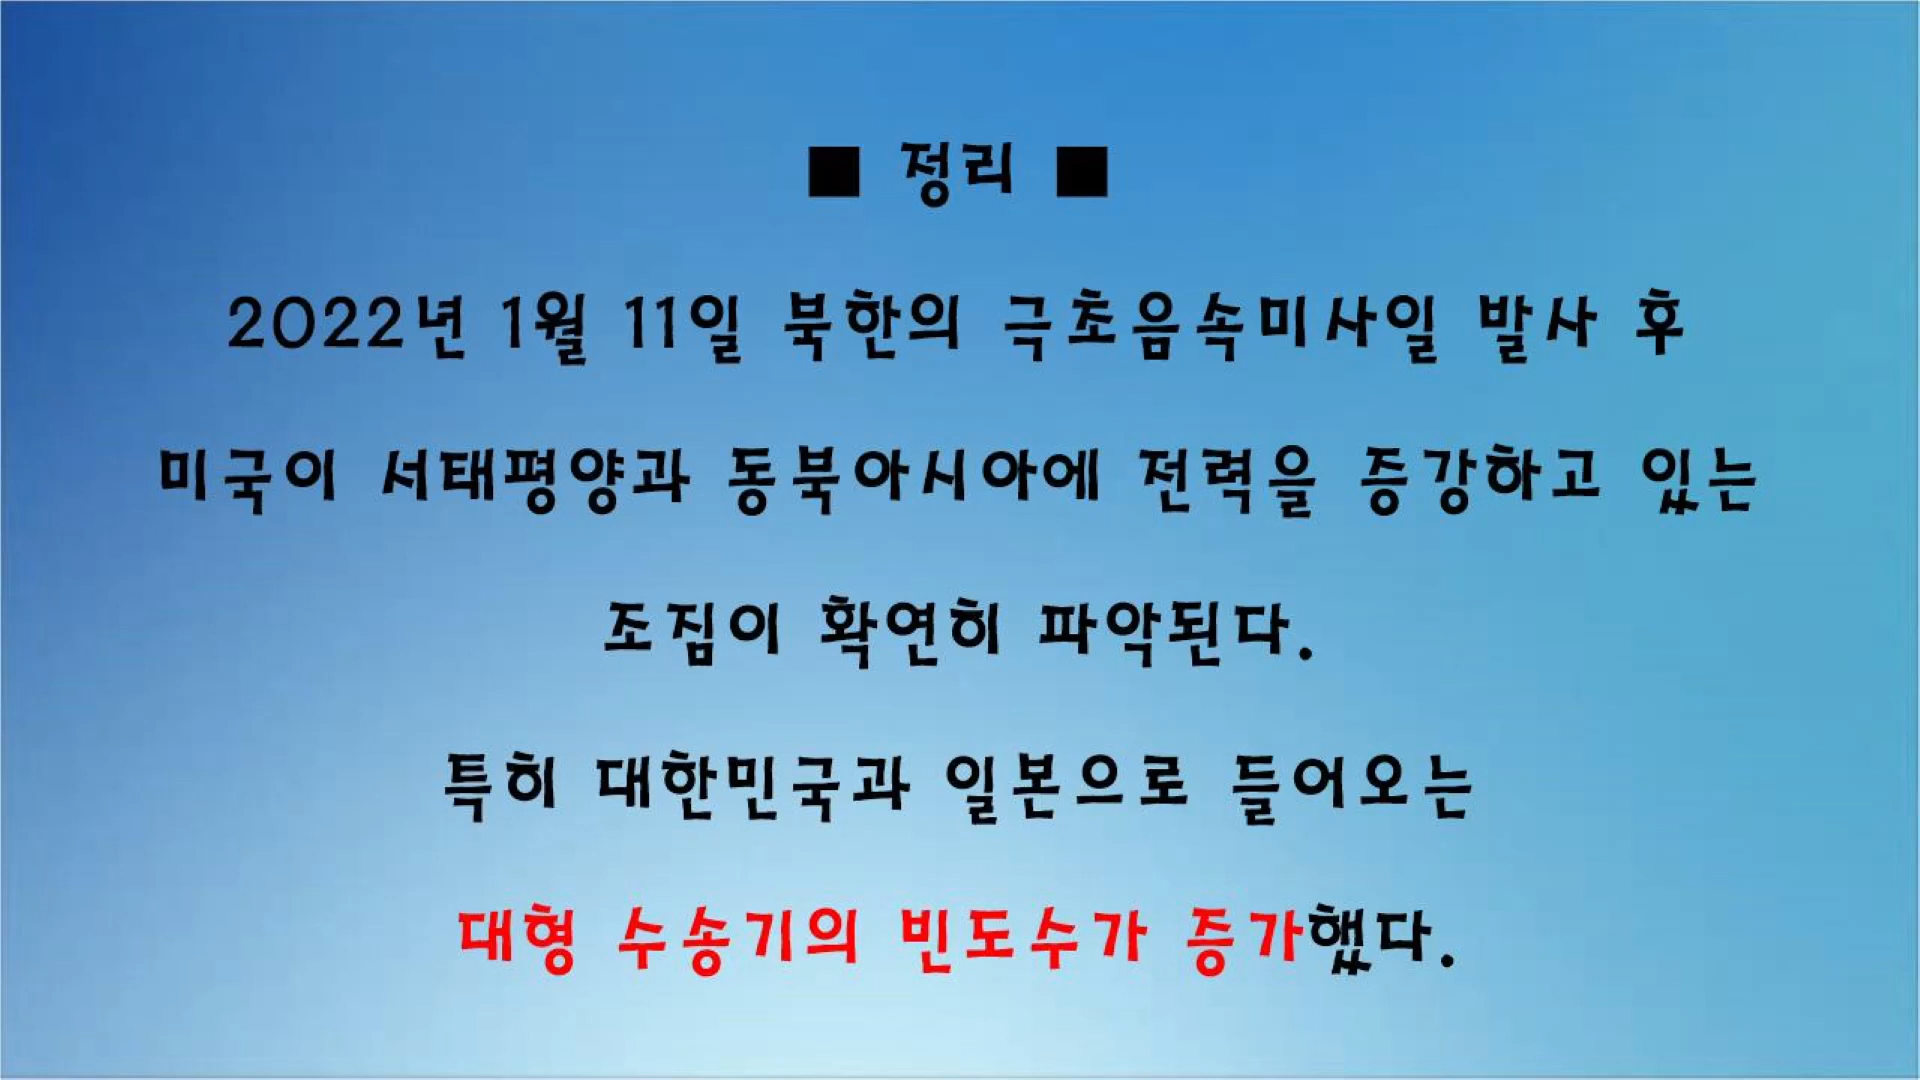 ■ 정리 ■
2022년 1월 11일 북한의 극초음속미사일 발사 후
미국이 서태평양과 동북아시아에 전력을 증강하고 있는
조짐이 확연히 파악된다.
특히 대한민국과 일본으로 들어오는
대형 수송기의 빈도수가 증가했다.